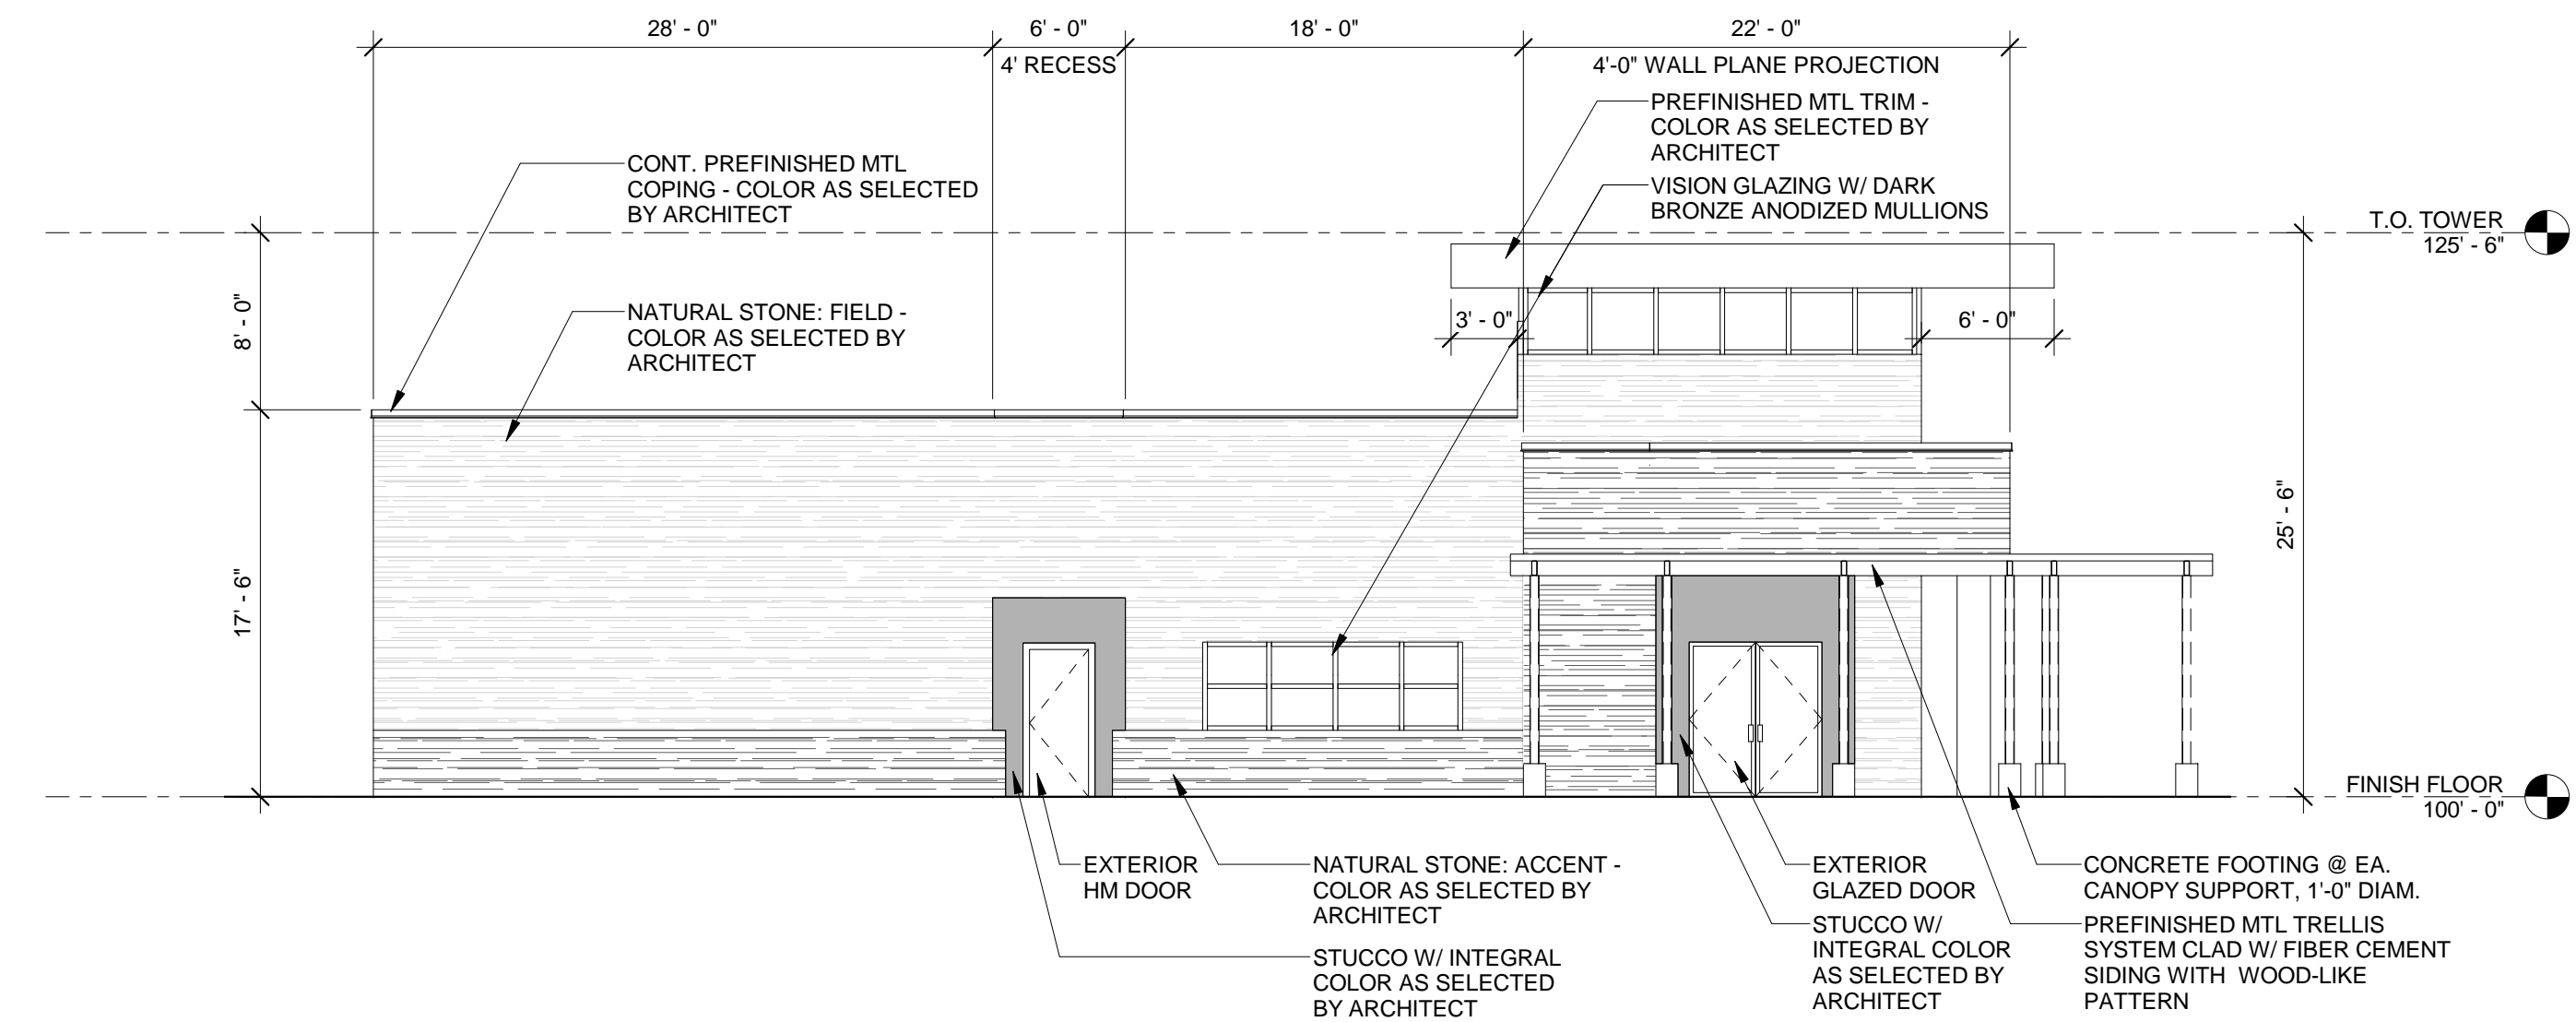 28' - 0"
6' - 0"
18' - 0"
22' - 0"
4' RECESS
4'-0" WALL PLANE PROJECTION
PREFINISHED MTL TRIM -
COLOR AS SELECTED BY
ARCHITECT
CONT. PREFINISHED MTL
COPING - COLOR AS SELECTED
BY ARCHITECT
VISION GLAZING W/ DARK
BRONZE ANODIZED MULLIONS
T.O. TOWER
125' - 6"
8' - 0"
NATURAL STONE: FIELD -
COLOR AS SELECTED BY
ARCHITECT
3' - 0"
6' - 0"
17' - 6"
25' - 6"
FINISH FLOOR
100' - 0"
EXTERIOR
HM DOOR
NATURAL STONE: ACCENT -
COLOR AS SELECTED BY
ARCHITECT
STUCCO W/ INTEGRAL
COLOR AS SELECTED
BY ARCHITECT
EXTERIOR
GLAZED DOOR
STUCCO W/
INTEGRAL COLOR
AS SELECTED BY
ARCHITECT
CONCRETE FOOTING @ EA.
CANOPY SUPPORT, 1'-0" DIAM.
PREFINISHED MTL TRELLIS
SYSTEM CLAD W/ FIBER CEMENT
SIDING WITH WOOD-LIKE
PATTERN